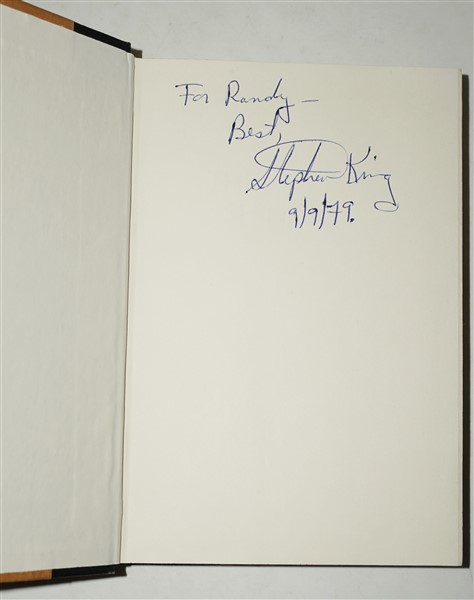 For Randy—
Best,
Stephen King
9/9/79.